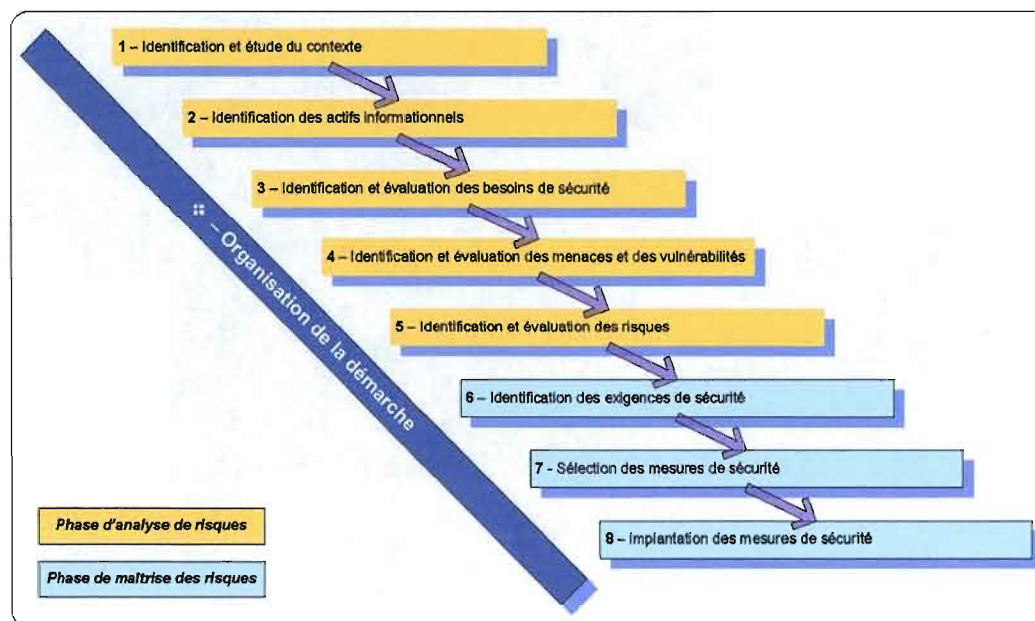 1 – Identification et étude du contexte
2 – Identification des actifs informationnels
3 – Identification et évaluation des besoins de sécurité
4 – Identification et évaluation des menaces et des vulnérabilités
5 – Identification et évaluation des risques
6 – Identification des exigences de sécurité
7 - Sélection des mesures de sécurité
8 – Implantation des mesures de sécurité
– Organisation de la démarche
Phase d'analyse de risques
Phase de maîtrise des risques